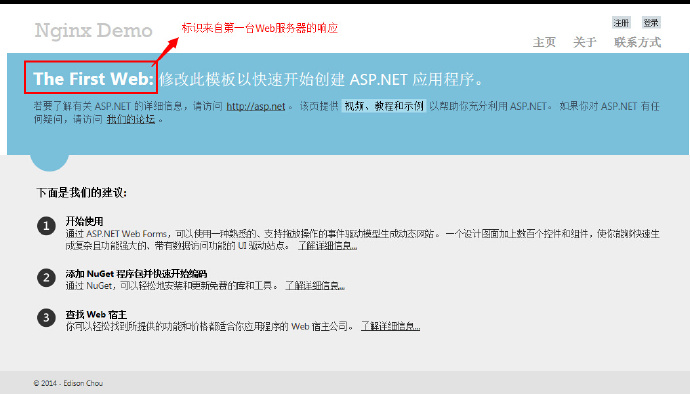 Nginx Demo
标识来自第一台Web服务器的响应
注册 登录
主页 关于 联系方式
The First Web: 修改此模板以快速开始创建 ASP.NET 应用程序。
若要了解有关 ASP.NET 的详细信息，请访问 http://asp.net 。 该页提供 视频、教程和示例 以帮助你充分利用 ASP.NET。 如果你对 ASP.NET 有任
何疑问，请访问 我们的论坛 。
下面是我们的建议:
1 开始使用
通过 ASP.NET Web Forms，可以使用一种熟悉的、支持拖放操作的事件驱动模型生成动态网站。 一个设计图面加上数百个控件和组件，使你能够快速生
成复杂且功能强大的、带有数据访问功能的 UI 驱动站点。 了解详细信息...
2 添加 NuGet 程序包并快速开始编码
通过 NuGet，可以轻松地安装和更新免费的库和工具。 了解详细信息...
3 查找 Web 宿主
你可以轻松找到所提供的功能和价格都适合你应用程序的 Web 宿主公司。 了解详细信息...
© 2014 - Edison Chou